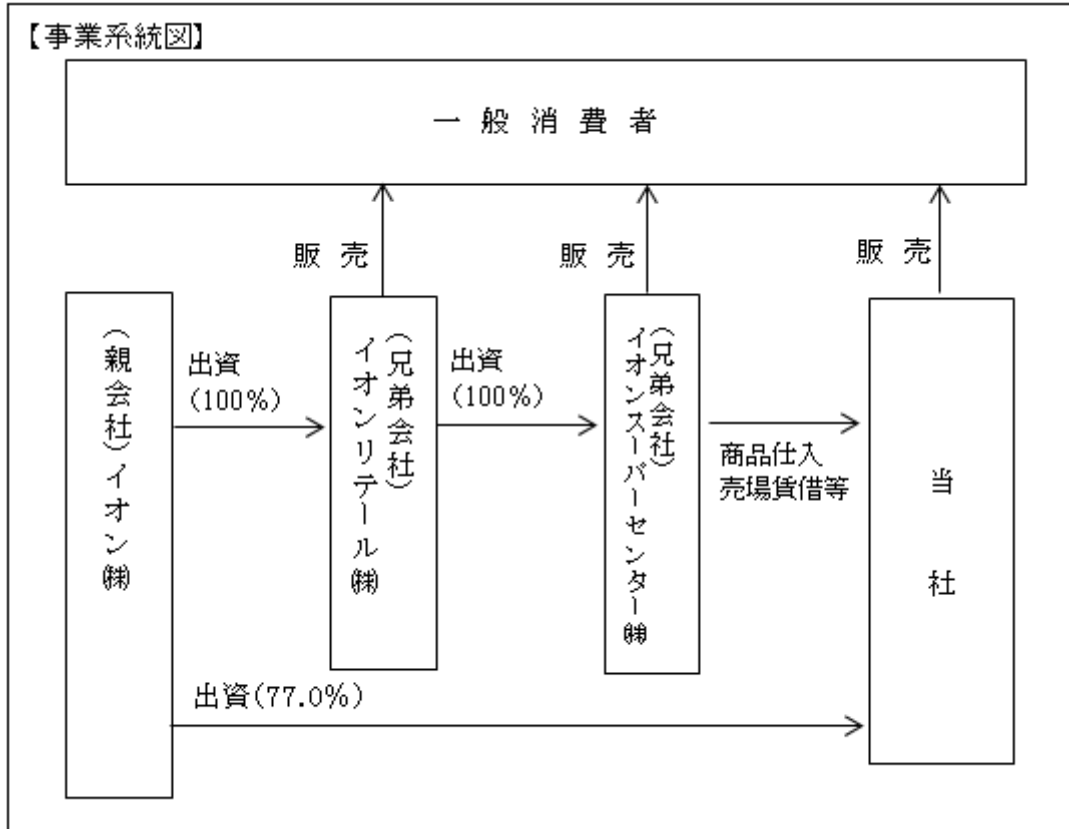 【事業系統図】
一般消費者
販売
販売
販売
(親会社)イオン㈱
出資
(100%)
(兄弟会社)
イオンリテール㈱
出資
(100%)
(兄弟会社)
イオンスーパーセンター㈱
商品仕入
売場賃借等
当社
出資(77.0%)